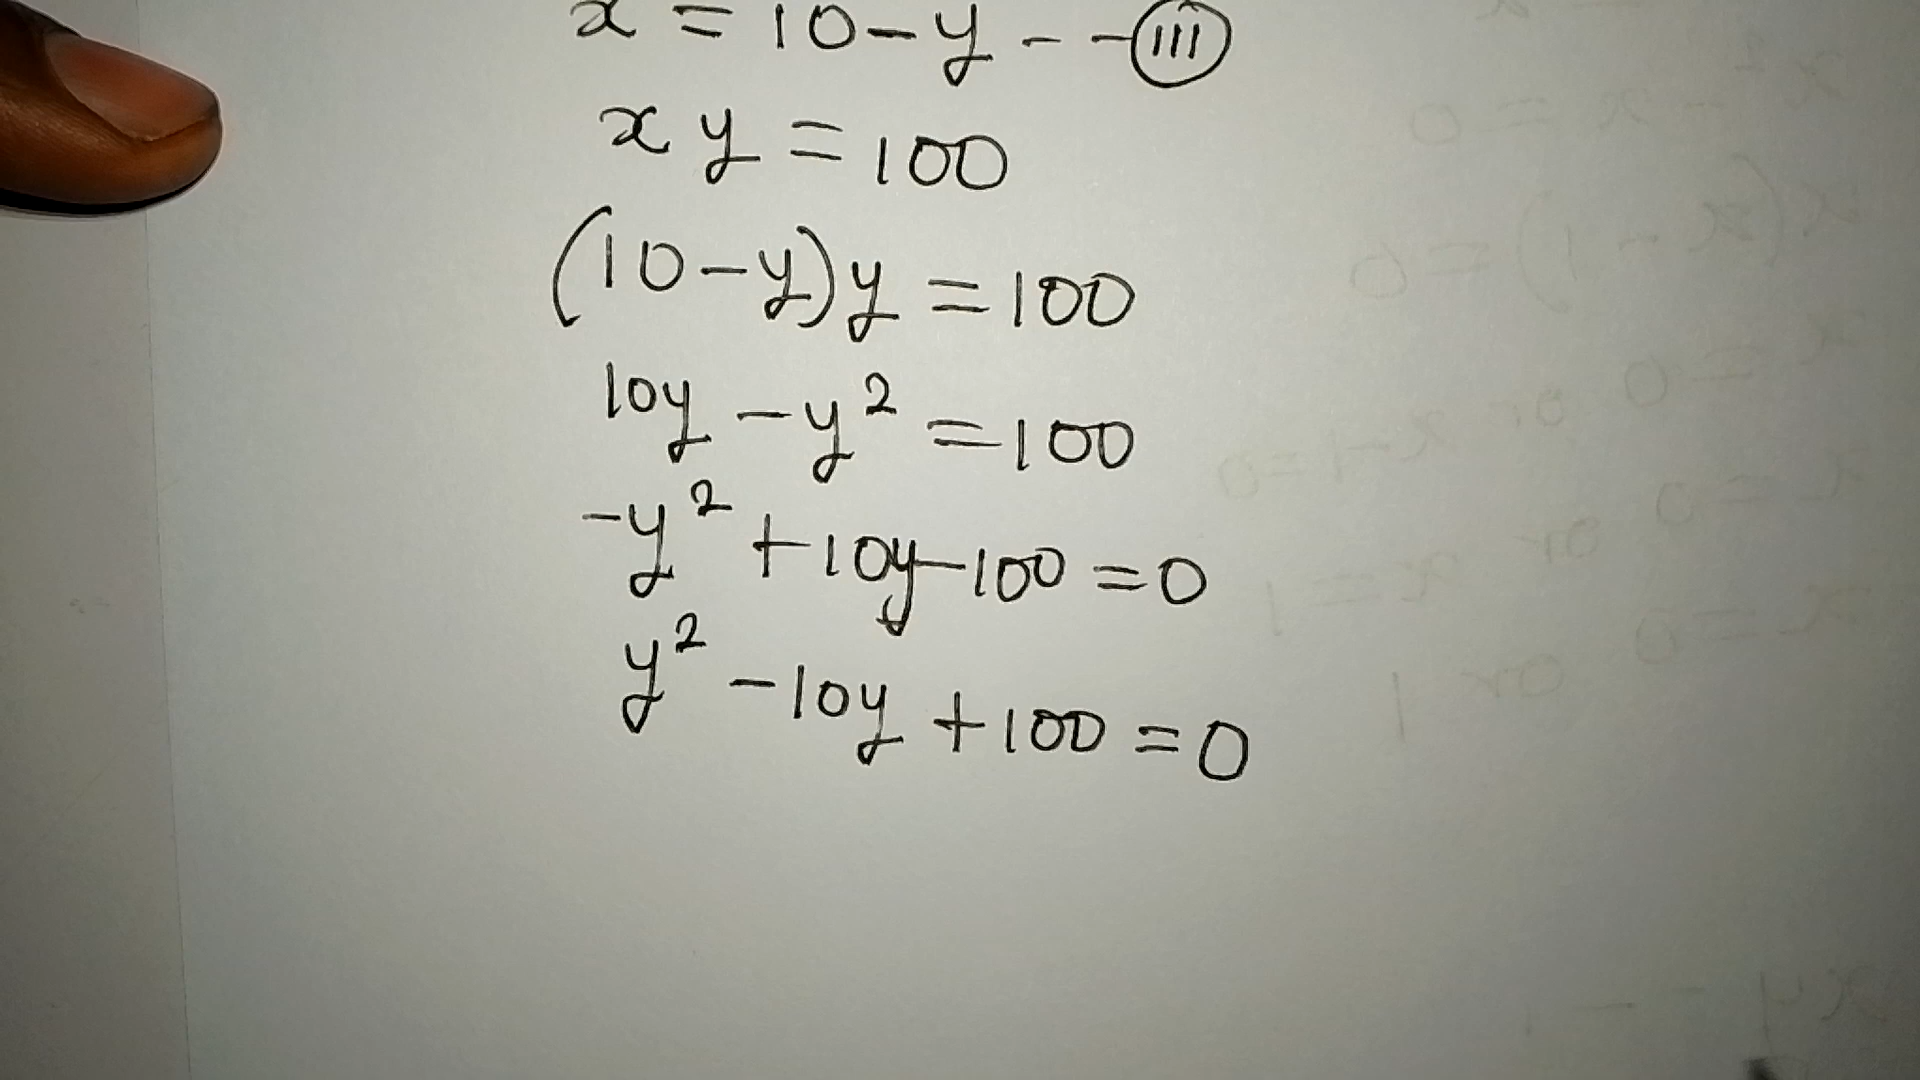 x = 10-y - - (III)
xy = 100
(10-y)y = 100
10y - y² = 100
-y² + 10y - 100 = 0
y² - 10y + 100 = 0